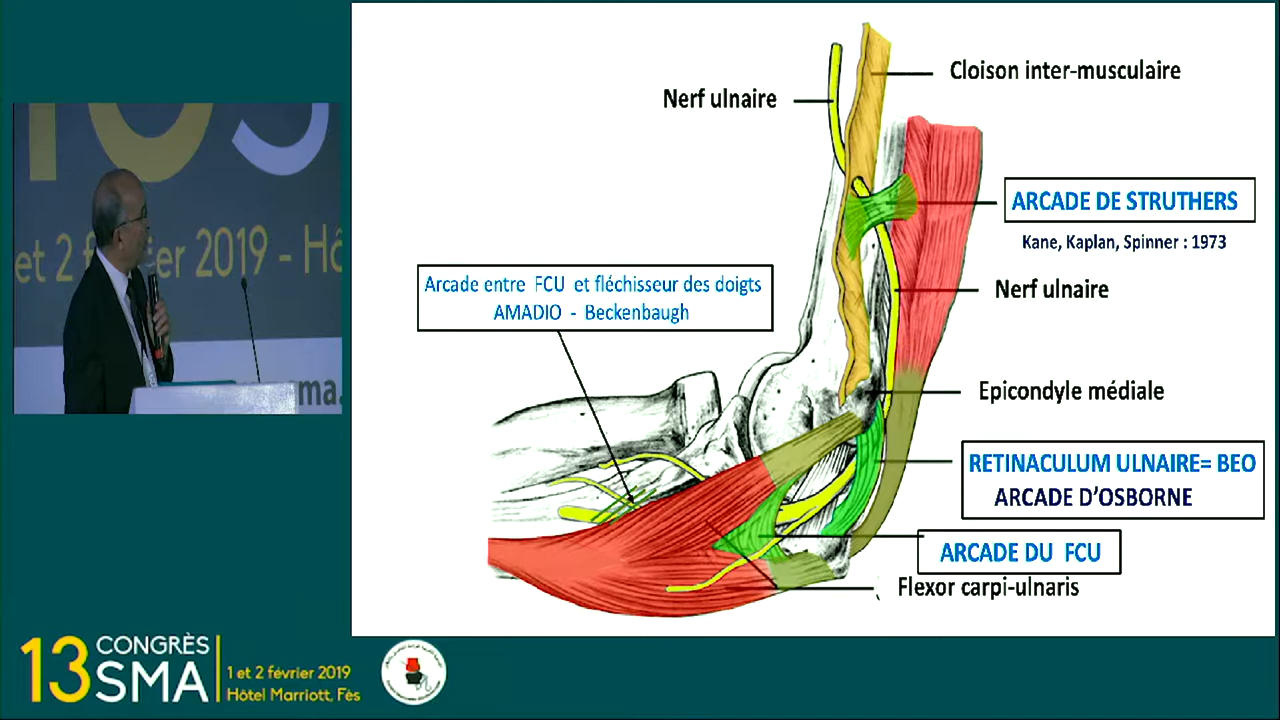 Cloison inter-musculaire
Nerf ulnaire
ARCADE DE STRUTHERS
Kane, Kaplan, Spinner : 1973
Arcade entre FCU et fléchisseur des doigts
AMADIO - Beckenbaugh
Nerf ulnaire
Epicondyle médiale
RETINACULUM ULNAIRE= BEO
ARCADE D'OSBORNE
ARCADE DU FCU
Flexor carpi-ulnaris
et 2 février 2019 - Hô
ma.
13 CONGRÈS
SMA
1 et 2 février 2019
Hôtel Marriott, Fès